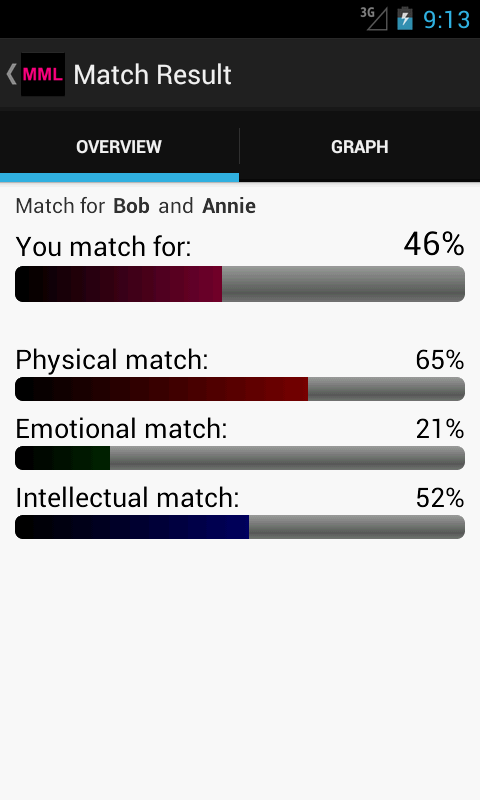 3G 9:13
MML Match Result
OVERVIEW GRAPH
Match for Bob and Annie
You match for: 46%
Physical match: 65%
Emotional match: 21%
Intellectual match: 52%